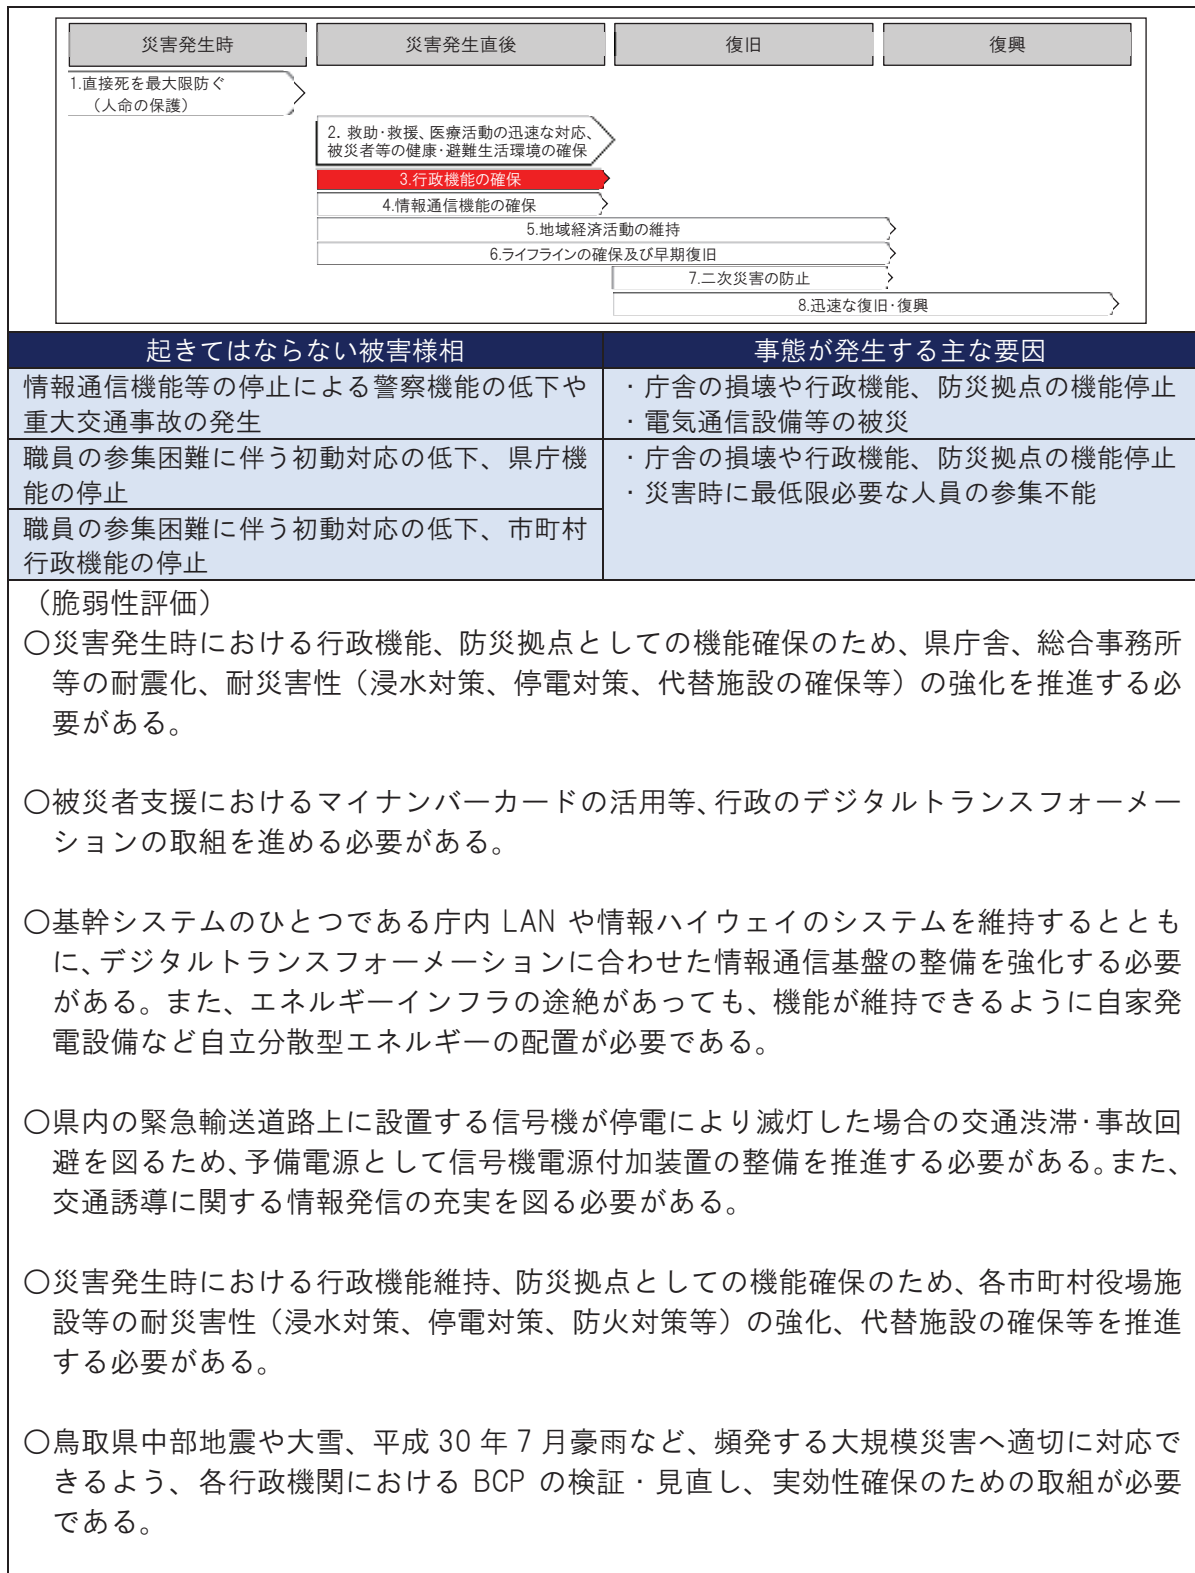 災害発生時
災害発生直後
復旧
復興
1.直接死を最大限防ぐ
（人命の保護）
2. 救助・救援、医療活動の迅速な対応、
被災者等の健康・避難生活環境の確保
3.行政機能の確保
4.情報通信機能の確保
5.地域経済活動の維持
6.ライフラインの確保及び早期復旧
7.二次災害の防止
8.迅速な復旧・復興
起きてはならない被害様相
事態が発生する主な要因
情報通信機能等の停止による警察機能の低下や
重大交通事故の発生
・庁舎の損壊や行政機能、防災拠点の機能停止
・電気通信設備等の被災
職員の参集困難に伴う初動対応の低下、県庁機
能の停止
・庁舎の損壊や行政機能、防災拠点の機能停止
・災害時に最低限必要な人員の参集不能
職員の参集困難に伴う初動対応の低下、市町村
行政機能の停止
（脆弱性評価）
〇災害発生時における行政機能、防災拠点としての機能確保のため、県庁舎、総合事務所
等の耐震化、耐災害性（浸水対策、停電対策、代替施設の確保等）の強化を推進する必
要がある。
〇被災者支援におけるマイナンバーカードの活用等、行政のデジタルトランスフォーメー
ションの取組を進める必要がある。
〇基幹システムのひとつである庁内 LAN や情報ハイウェイのシステムを維持するととも
に、デジタルトランスフォーメーションに合わせた情報通信基盤の整備を強化する必要
がある。また、エネルギーインフラの途絶があっても、機能が維持できるように自家発
電設備など自立分散型エネルギーの配置が必要である。
〇県内の緊急輸送道路上に設置する信号機が停電により滅灯した場合の交通渋滞・事故回
避を図るため、予備電源として信号機電源付加装置の整備を推進する必要がある。また、
交通誘導に関する情報発信の充実を図る必要がある。
〇災害発生時における行政機能維持、防災拠点としての機能確保のため、各市町村役場施
設等の耐災害性（浸水対策、停電対策、防火対策等）の強化、代替施設の確保等を推進
する必要がある。
〇鳥取県中部地震や大雪、平成 30 年 7 月豪雨など、頻発する大規模災害へ適切に対応で
きるよう、各行政機関における BCP の検証・見直し、実効性確保のための取組が必要
である。